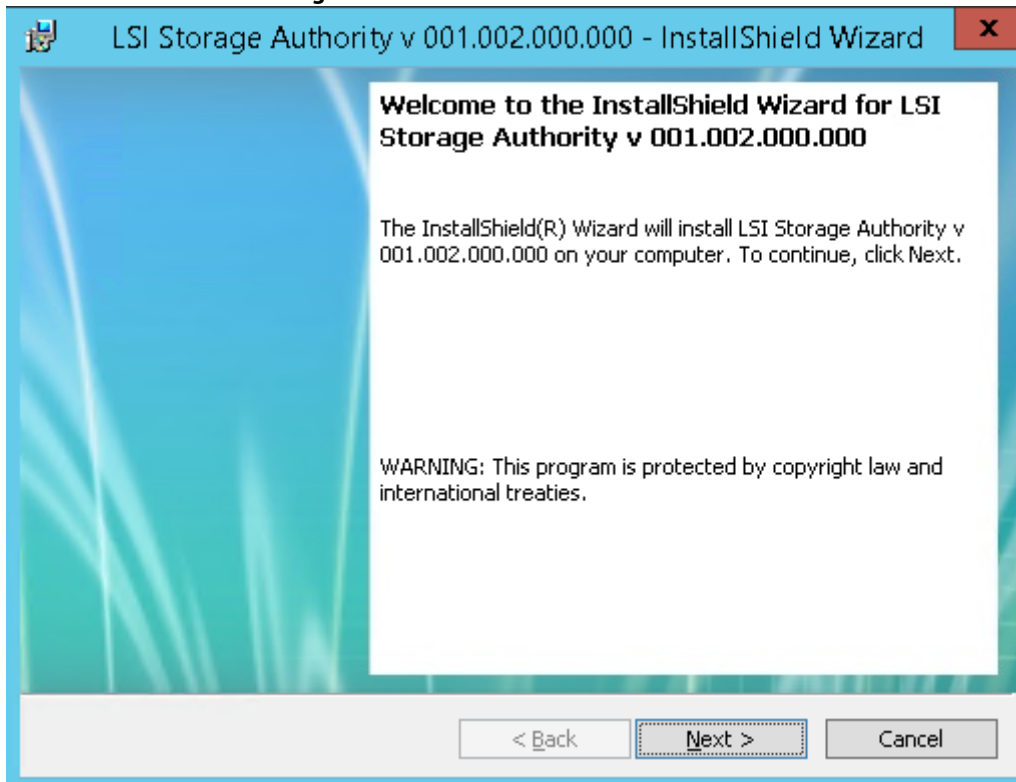 LSI Storage Authority v 001.002.000.000 - InstallShield Wizard
x
Welcome to the InstallShield Wizard for LSI
Storage Authority v 001.002.000.000
The InstallShield(R) Wizard will install LSI Storage Authority v
001.002.000.000 on your computer. To continue, click Next.
WARNING: This program is protected by copyright law and
international treaties.
< Back Next > Cancel